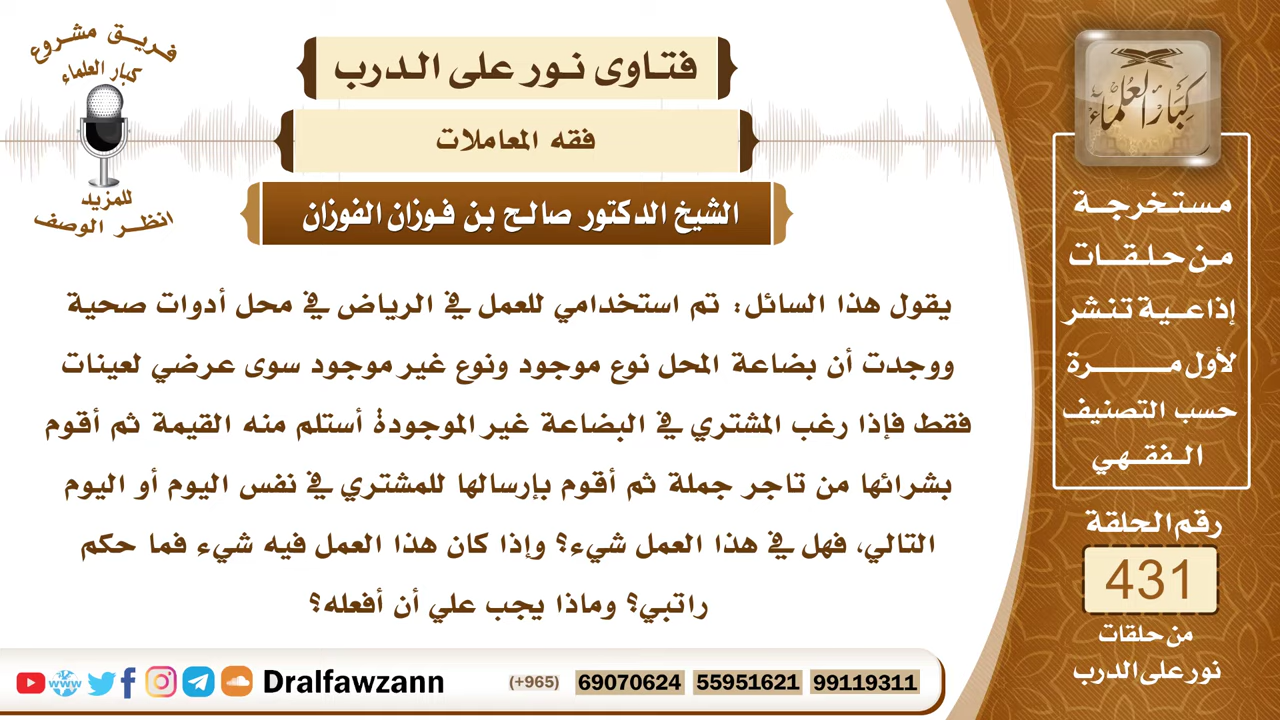 فريق مشروع
كبار العلماء
للمزيد
انظر الوصف
فتاوى نور على الدرب
فقه المعاملات
الشيخ الدكتور صالح بن فوزان الفوزان
يقول هذا السائل: تم استخدامي للعمل في الرياض في محل أدوات صحية
ووجدت أن بضاعة المحل نوع موجود ونوع غير موجود سوى عرضي لعينات
فقط فإذا رغب المشتري في البضاعة غير الموجودة أستلم منه القيمة ثم أقوم
بشرائها من تاجر جملة ثم أقوم بإرسالها للمشتري في نفس اليوم أو اليوم
التالي، فهل في هذا العمل شيء؟ وإذا كان هذا العمل فيه شيء فما حكم
راتبي؟ وماذا يجب علي أن أفعله؟
كبار العلماء
مستخرجة
من حلقات
إذاعية تنشر
لأول مرة
حسب التصنيف
الفقهي
رقم الحلقة
431
من حلقات
نور على الدرب
www Dralfawzann (+965) 69070624 55951621 99119311